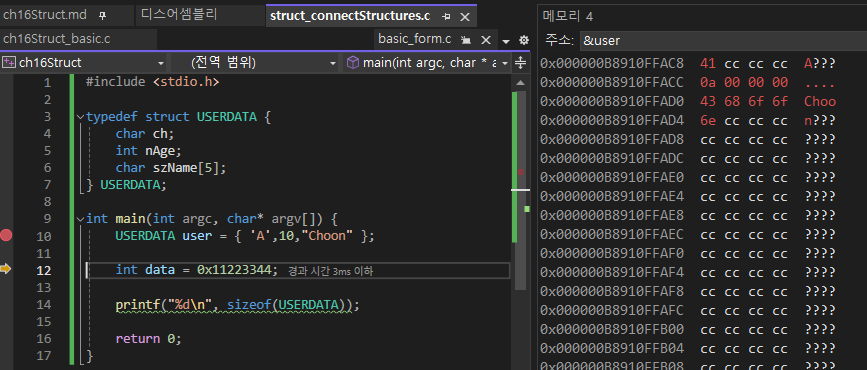 ch16Struct.md
디스어셈블리
struct_connectStructures.c
ch16Struct_basic.c
basic_form.c
ch16Struct
(전역 범위)
main(int argc, char * a
1 #include <stdio.h>
2
3 typedef struct USERDATA {
4 char ch;
5 int nAge;
6 char szName[5];
7 } USERDATA;
8
9 int main(int argc, char* argv[]) {
10 USERDATA user = { 'A',10,"Choon" };
11
12 int data = 0x11223344; 경과 시간 3ms 이하
13
14 printf("%d\n", sizeof(USERDATA));
15
16 return 0;
17 }
메모리 4
주소: &user
0x000000B8910FFAC8 41 cc cc cc A???
0x000000B8910FFACC 0a 00 00 00 ....
0x000000B8910FFAD0 43 68 6f 6f Choo
0x000000B8910FFAD4 6e cc cc cc n???
0x000000B8910FFAD8 cc cc cc cc ????
0x000000B8910FFADC cc cc cc cc ????
0x000000B8910FFAE0 cc cc cc cc ????
0x000000B8910FFAE4 cc cc cc cc ????
0x000000B8910FFAE8 cc cc cc cc ????
0x000000B8910FFAEC cc cc cc cc ????
0x000000B8910FFAF0 cc cc cc cc ????
0x000000B8910FFAF4 cc cc cc cc ????
0x000000B8910FFAF8 cc cc cc cc ????
0x000000B8910FFAFC cc cc cc cc ????
0x000000B8910FFB00 cc cc cc cc ????
0x000000B8910FFB04 cc cc cc cc ????
0x000000B8910FFB08 cc cc cc cc ????